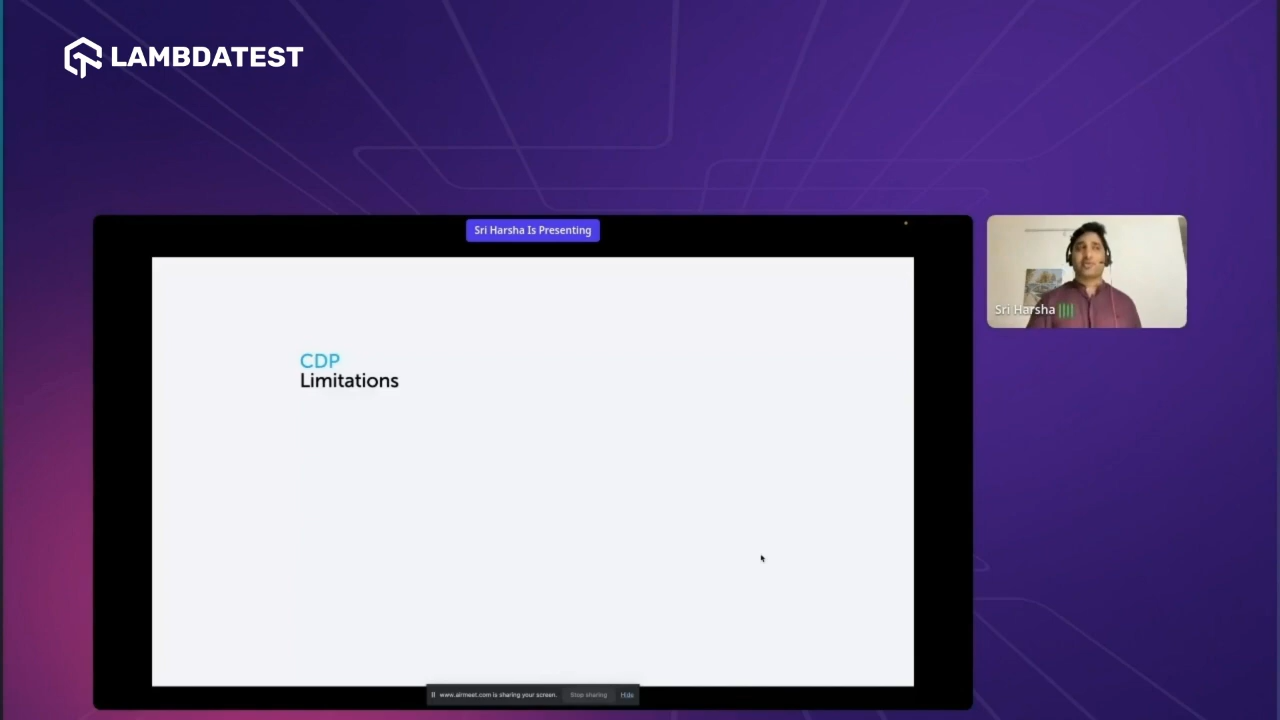 LAMBDATEST
Sri Harsha Is Presenting
CDP
Limitations
Sri Harsha
www.airmeet.com is sharing your screen. Stop sharing Hide